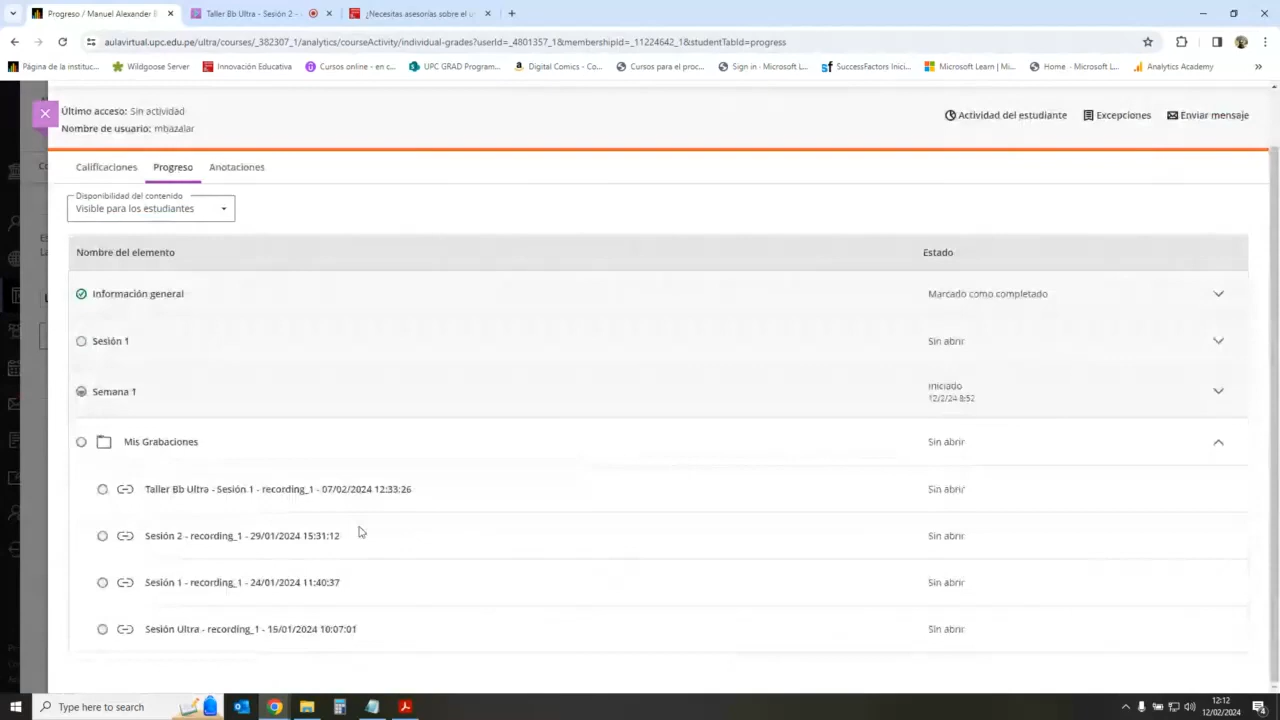 Progreso / Manuel Alexander
Taller Bb Ultra - Sesión 2 -
¿Necesitas asesorías sobre el u
aulavirtual.upc.edu.pe/ultra/courses/_382307_1/analytics/courseActivity/individual-grades?userId=_4801357_1&membershipId=_11224642_1&studentTabId=progress
Página de la instituc...
Wildgoose Server
Innovación Educativa
Cursos online - en c...
UPC GRAD Program...
Digital Comics - Co...
Cursos para el proc...
Sign in - Microsoft L...
SuccessFactors Inici...
Microsoft Learn | Mi...
Home - Microsoft L...
Analytics Academy
Último acceso: Sin actividad
Nombre de usuario: mbazalar
Actividad del estudiante
Excepciones
Enviar mensaje
Calificaciones
Progreso
Anotaciones
Disponibilidad del contenido
Visible para los estudiantes
Nombre del elemento
Estado
Información general
Marcado como completado
Sesión 1
Sin abrir
Semana 1
Iniciado
12/2/24 8:52
Mis Grabaciones
Sin abrir
Taller Bb Ultra - Sesión 1 - recording_1 - 07/02/2024 12:33:26
Sin abrir
Sesión 2 - recording_1 - 29/01/2024 15:31:12
Sin abrir
Sesión 1 - recording_1 - 24/01/2024 11:40:37
Sin abrir
Sesión Ultra - recording_1 - 15/01/2024 10:07:01
Sin abrir
Type here to search
12:12
12/02/2024